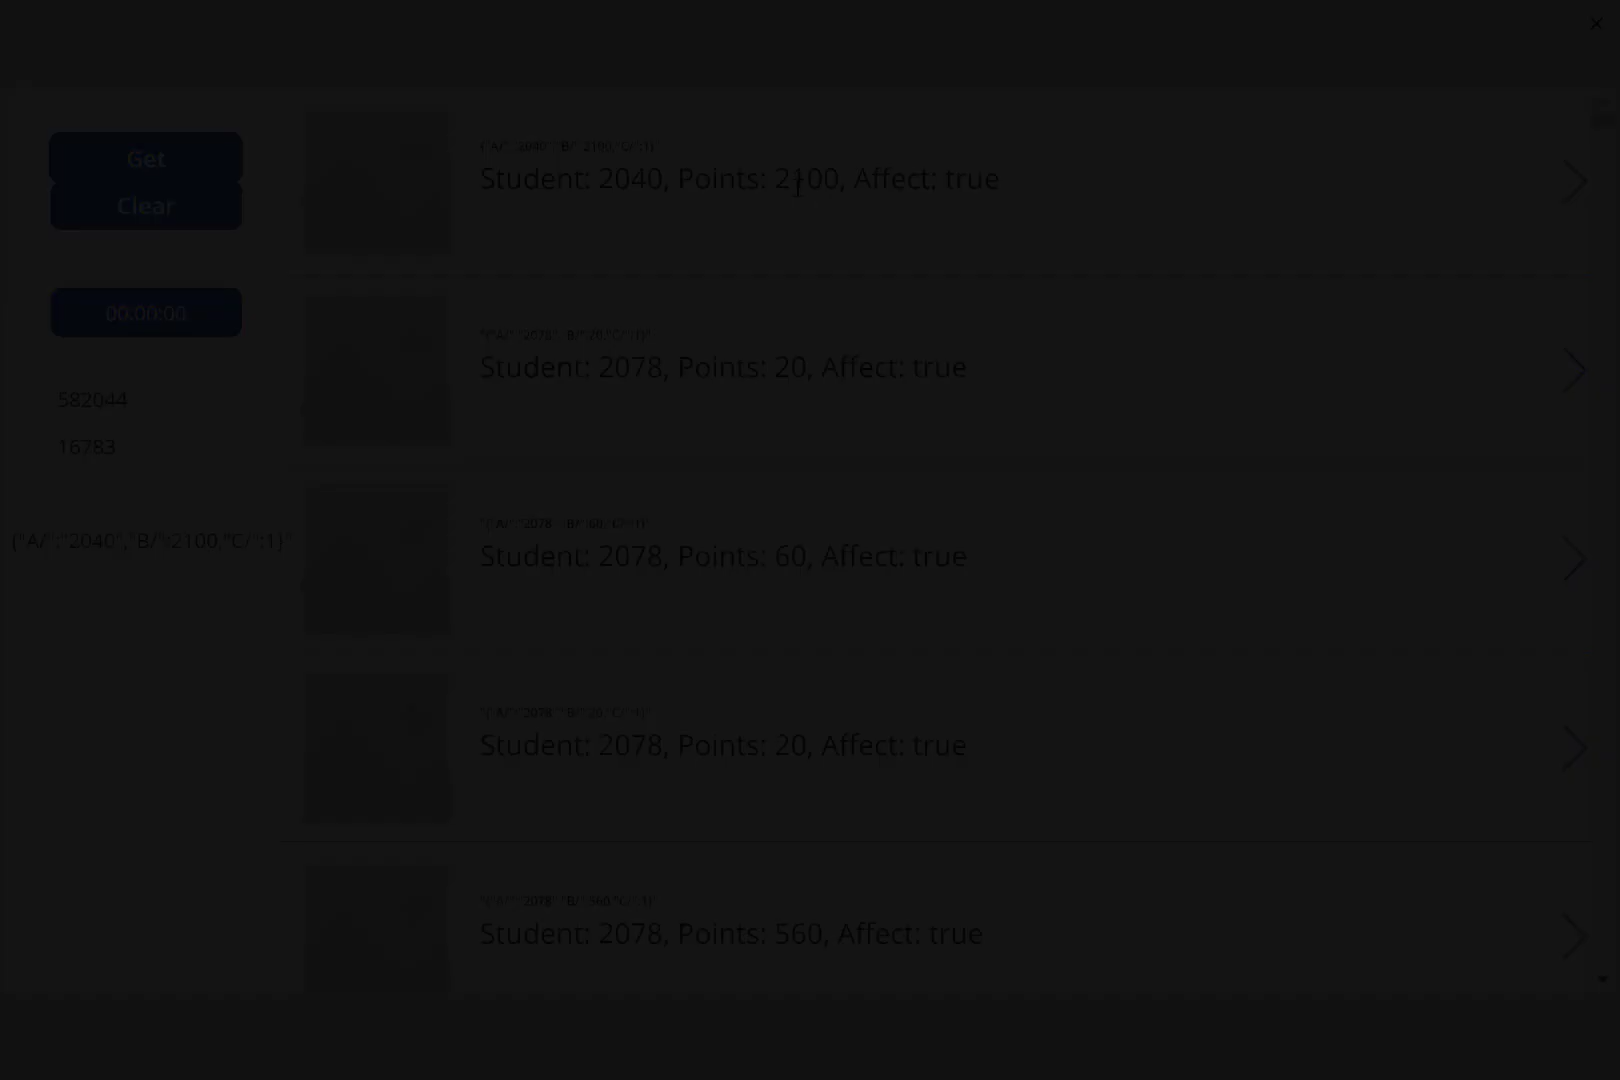 Get
Clear
00:00:00
582044
16783
{"A/":"2040","B/":2100,"C/":1}"
Student: 2040, Points: 2100, Affect: true
Student: 2078, Points: 20, Affect: true
Student: 2078, Points: 60, Affect: true
Student: 2078, Points: 20, Affect: true
Student: 2078, Points: 560, Affect: true